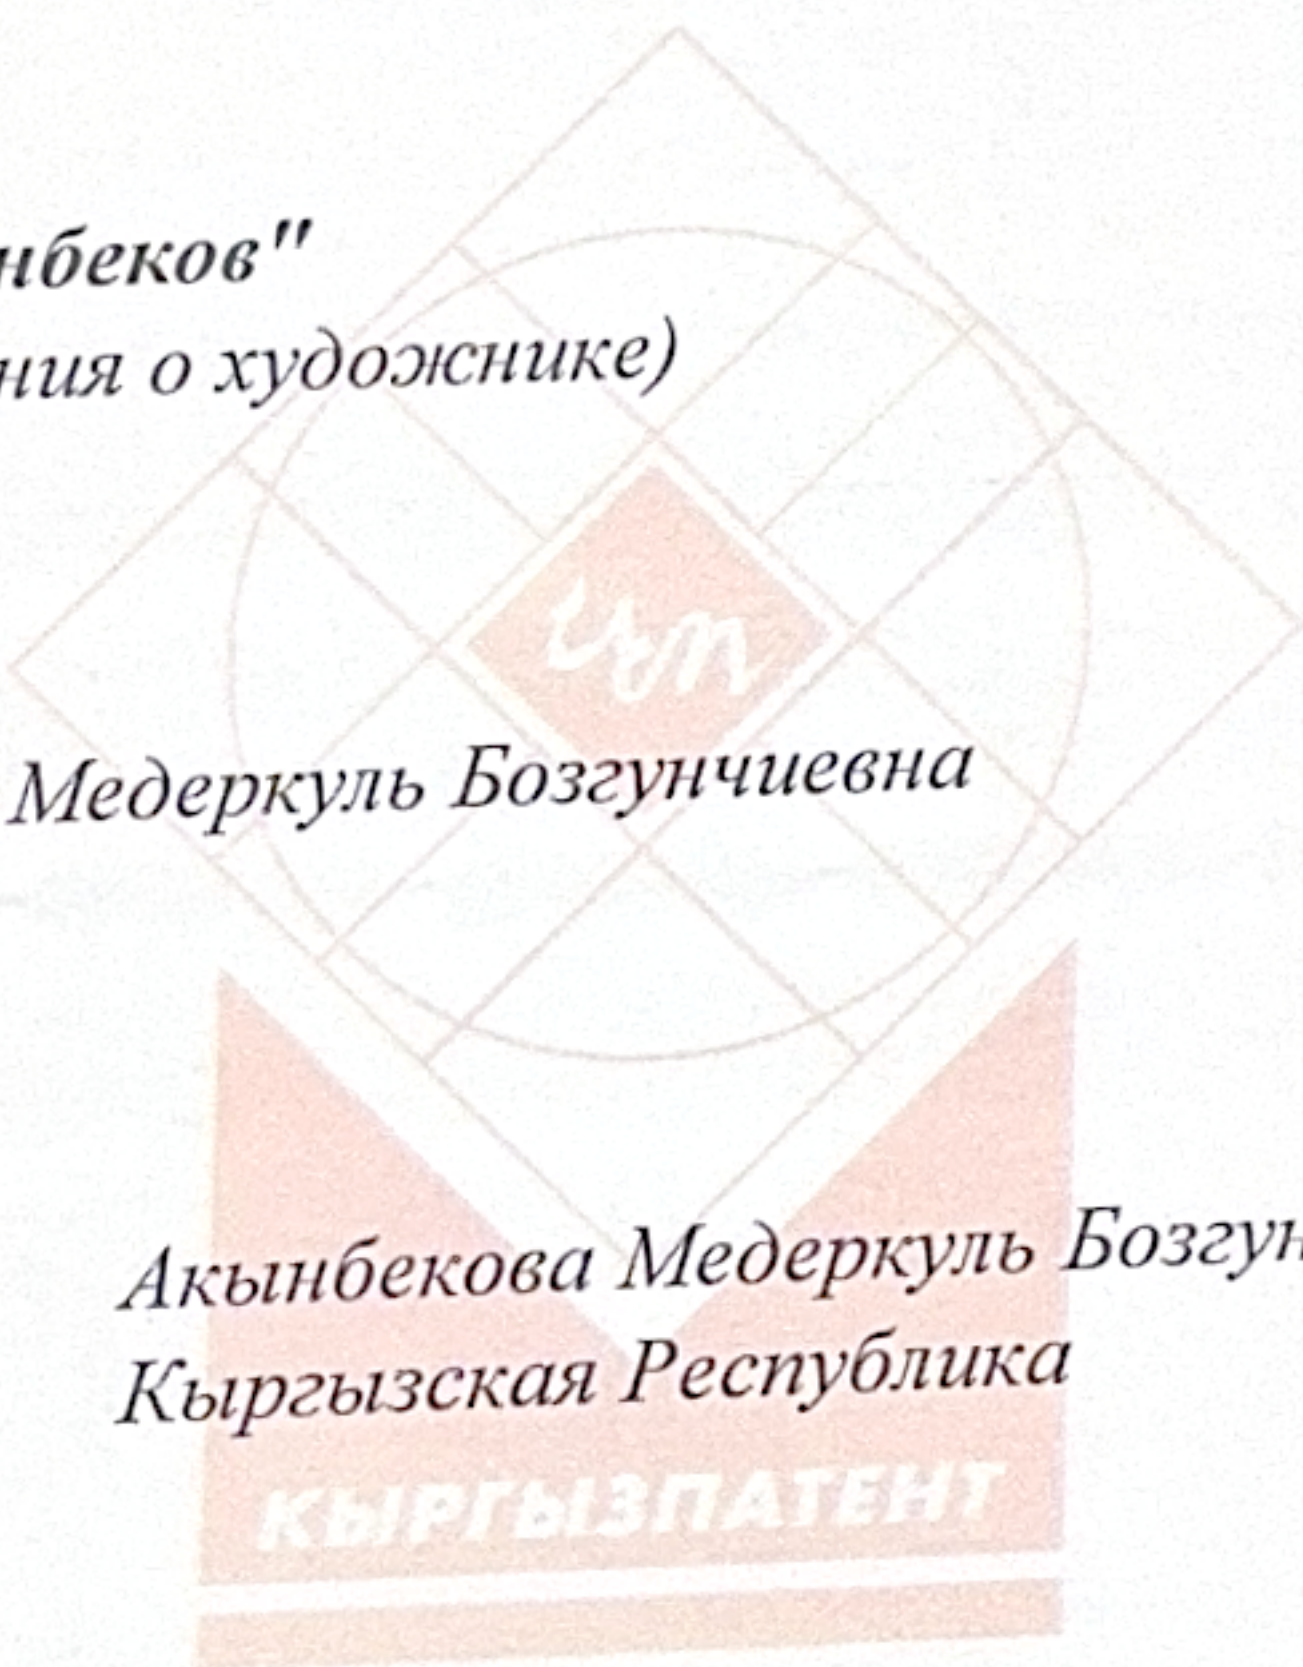 нбеков"
ния о художнике)
Медеркуль Бозгунчиевна
Акынбекова Медеркуль Бозгун
Кыргызская Республика
КЫРГЫЗПАТЕНТ